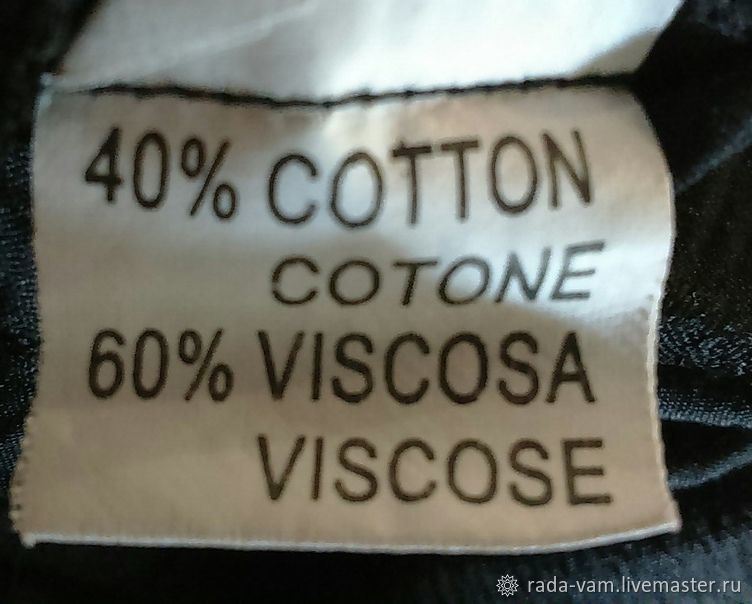 40% COTTON
COTONE
60% VISCOSA
VISCOSE
rada-vam.livemaster.ru